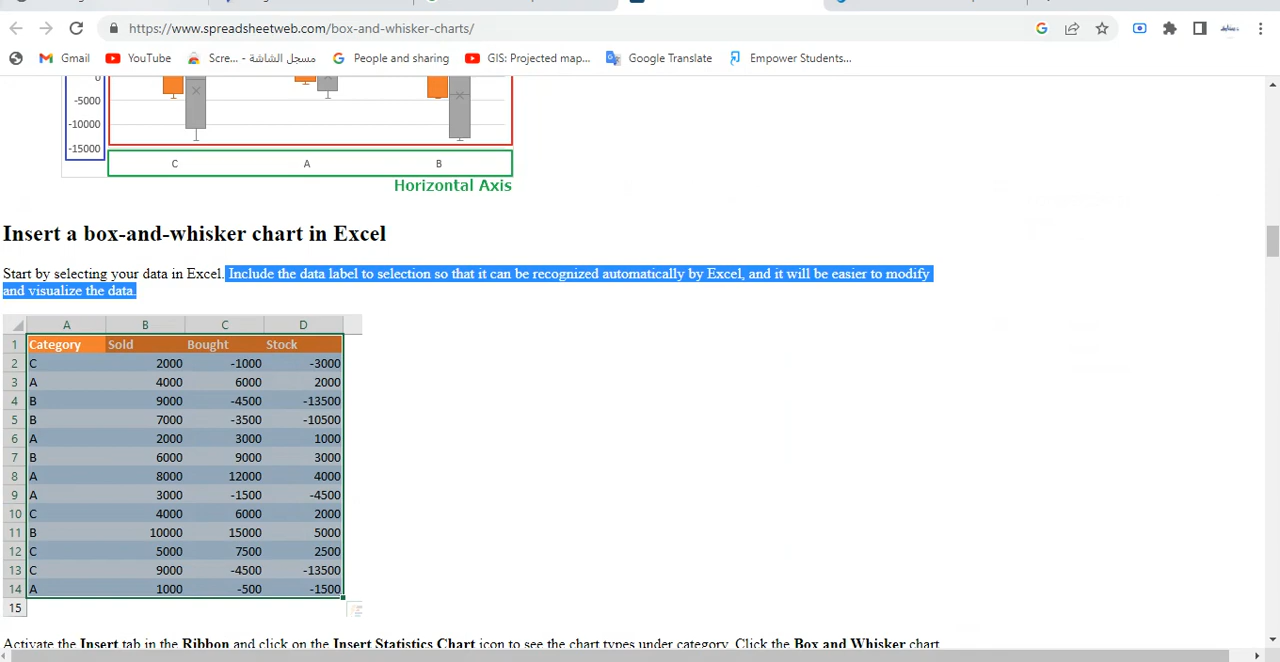 https://www.spreadsheetweb.com/box-and-whisker-charts/
Gmail YouTube Scre... - مسجل الشاشة People and sharing GIS: Projected map... Google Translate Empower Students...
0
-5000
-10000
-15000
C A B
Horizontal Axis
Insert a box-and-whisker chart in Excel
Start by selecting your data in Excel. Include the data label to selection so that it can be recognized automatically by Excel, and it will be easier to modify
and visualize the data.
A B C D
1 Category Sold Bought Stock
2 C 2000 -1000 -3000
3 A 4000 6000 2000
4 B 9000 -4500 -13500
5 B 7000 -3500 -10500
6 A 2000 3000 1000
7 B 6000 9000 3000
8 A 8000 12000 4000
9 A 3000 -1500 -4500
10 C 4000 6000 2000
11 B 10000 15000 5000
12 C 5000 7500 2500
13 C 9000 -4500 -13500
14 A 1000 -500 -1500
15
Activate the Insert tab in the Ribbon and click on the Insert Statistics Chart icon to see the chart types under category. Click the Box and Whisker chart